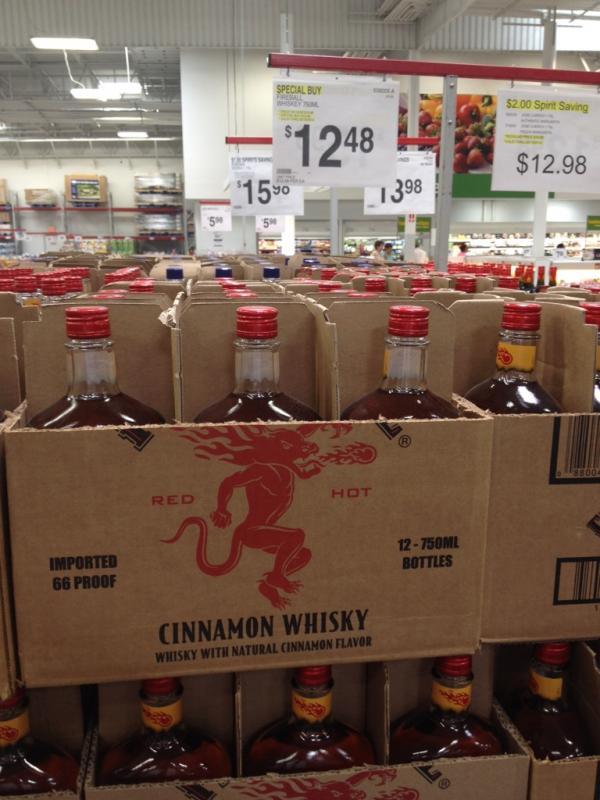 SPECIAL BUY
FIREBALL
WHISKEY 750ML
$12 48
$2.00 Spirit Saving
$12.98
$15 98
13 98
$5 98
$5 98
RED HOT
®
IMPORTED
66 PROOF
12 - 750ML
BOTTLES
CINNAMON WHISKY
WHISKY WITH NATURAL CINNAMON FLAVOR
®